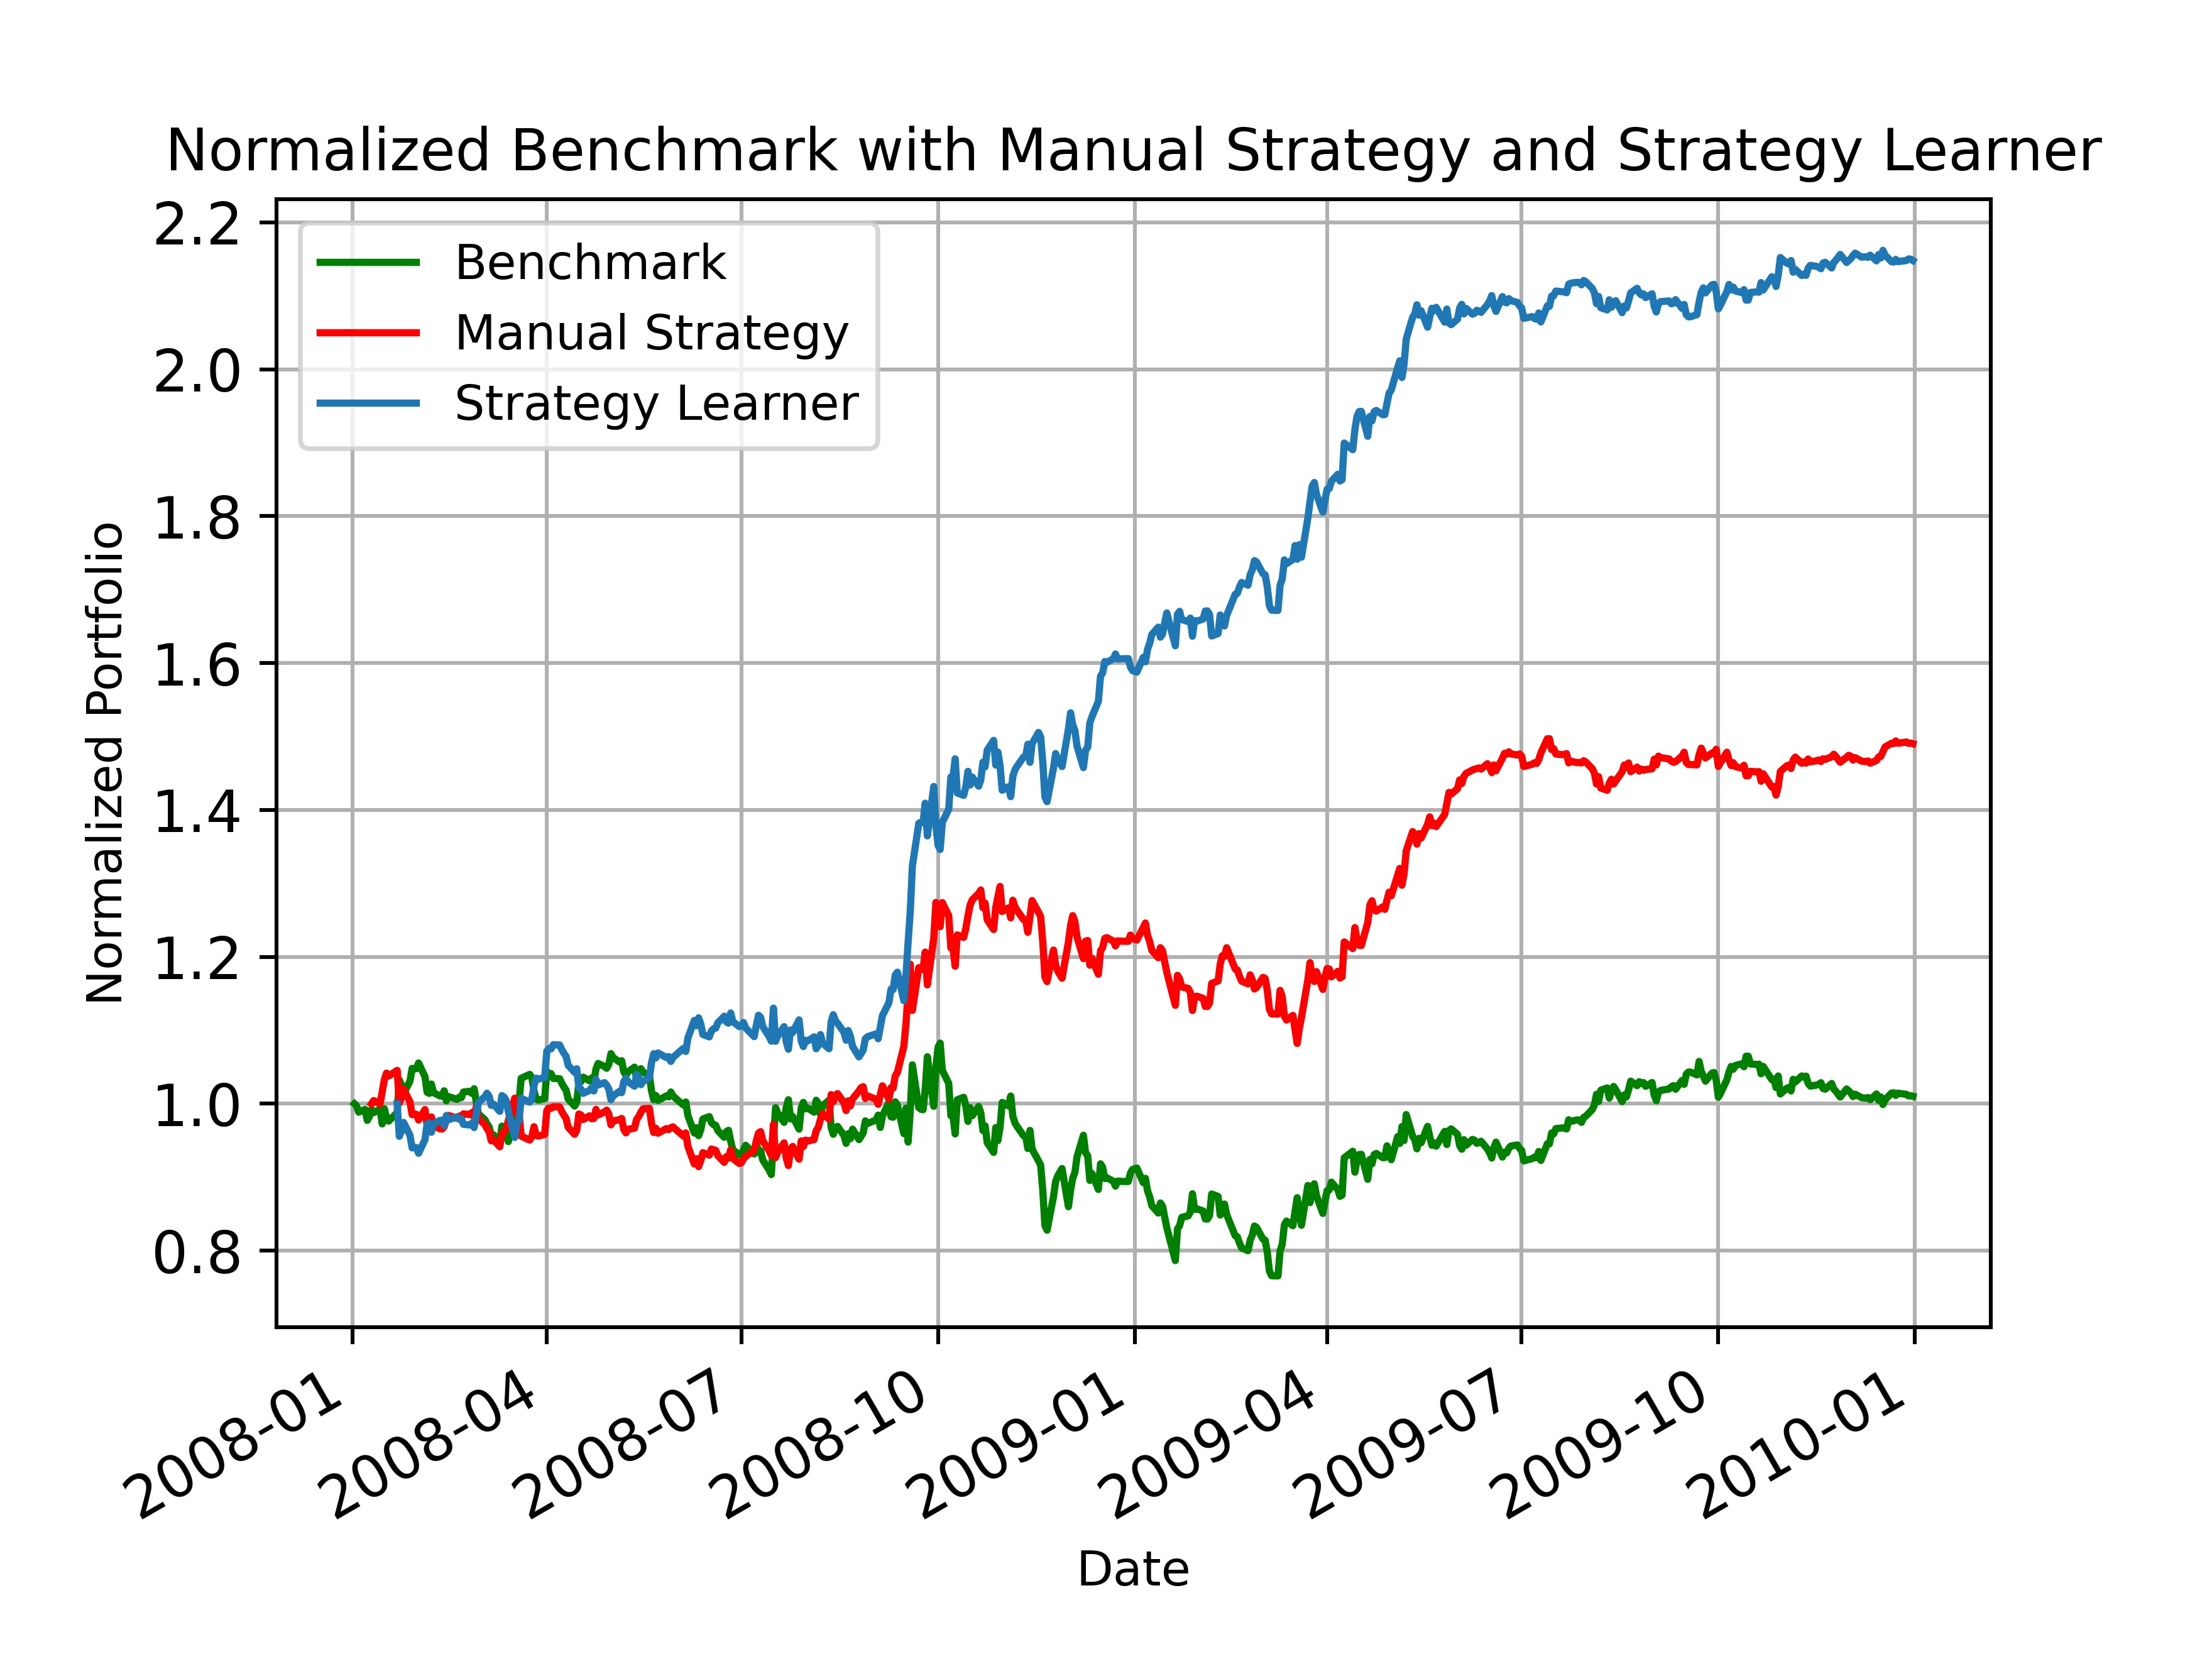 Normalized Benchmark with Manual Strategy and Strategy Learner
2.2
2.0
1.8
1.6
1.4
1.2
1.0
0.8
Normalized Portfolio
Benchmark
Manual Strategy
Strategy Learner
2008-01
2008-04
2008-07
2008-10
2009-01
2009-04
2009-07
2009-10
2010-01
Date